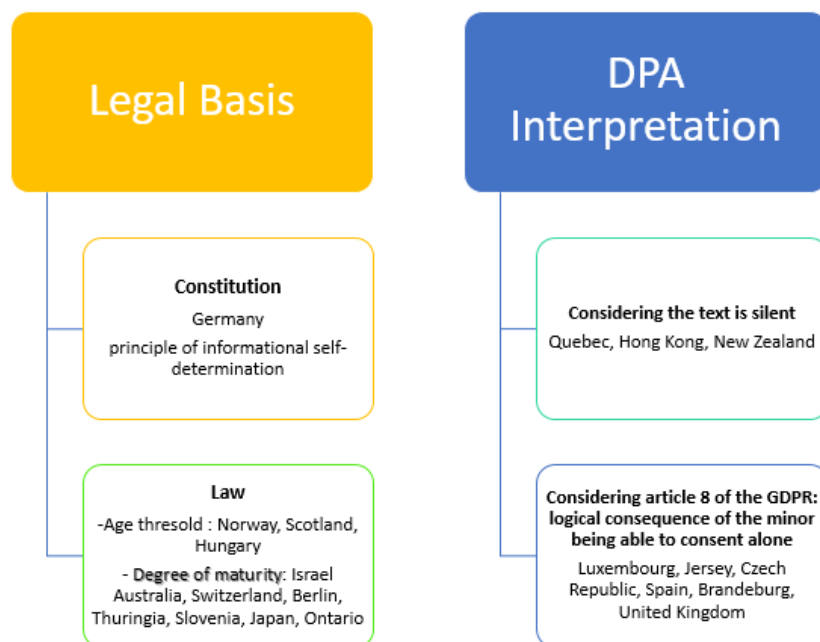 Legal Basis
Constitution
Germany
principle of informational self-
determination
Law
-Age thresold : Norway, Scotland,
Hungary
- Degree of maturity: Israel
Australia, Switzerland, Berlin,
Thuringia, Slovenia, Japan, Ontario
DPA
Interpretation
Considering the text is silent
Quebec, Hong Kong, New Zealand
Considering article 8 of the GDPR:
logical consequence of the minor
being able to consent alone
Luxembourg, Jersey, Czech
Republic, Spain, Brandeburg,
United Kingdom